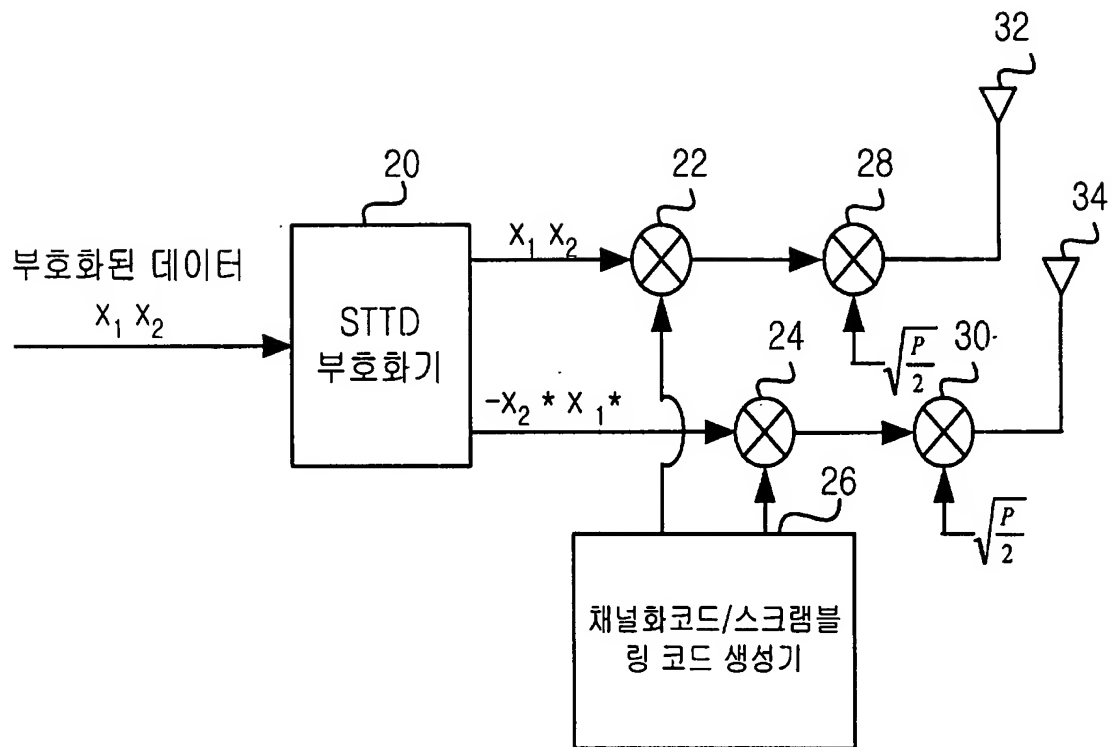 32
20
22
28
34
부호화된 데이터
X₁ X₂
X₁ X₂
STTD
부호화기
24
√(P/2)
30
-X₂* X₁*
26
√(P/2)
채널화코드/스크램블
링 코드 생성기